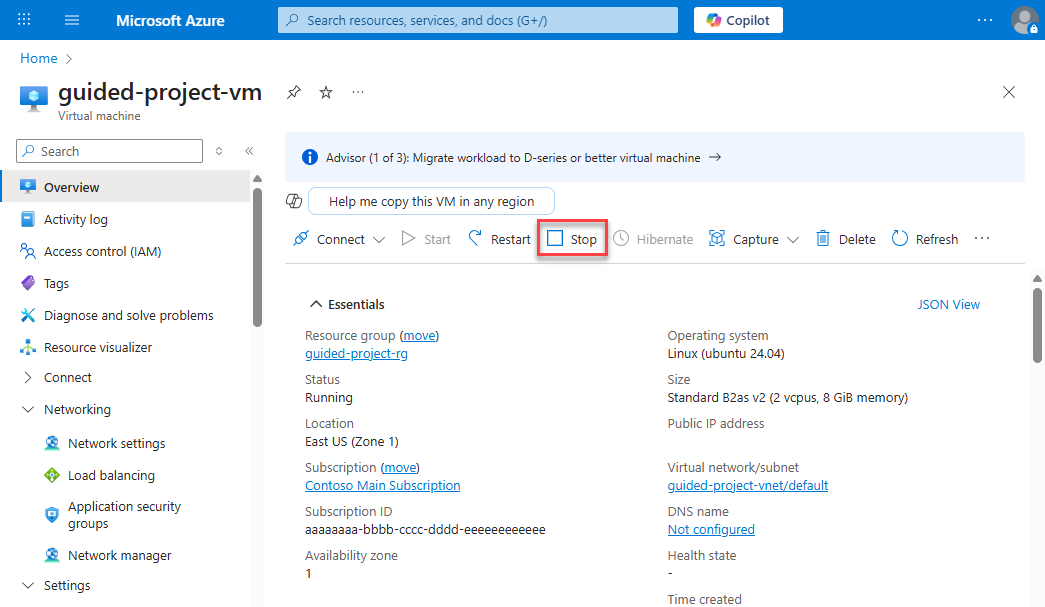 Microsoft Azure
Search resources, services, and docs (G+/)
Copilot
Home
guided-project-vm
Virtual machine
Search
Overview
Activity log
Access control (IAM)
Tags
Diagnose and solve problems
Resource visualizer
Connect
Networking
Network settings
Load balancing
Application security
groups
Network manager
Settings
Advisor (1 of 3): Migrate workload to D-series or better virtual machine
Help me copy this VM in any region
Connect
Start
Restart
Stop
Hibernate
Capture
Delete
Refresh
Essentials
JSON View
Resource group (move)
guided-project-rg
Status
Running
Location
East US (Zone 1)
Subscription (move)
Contoso Main Subscription
Subscription ID
aaaaaaaa-bbbb-cccc-dddd-eeeeeeeeeeee
Availability zone
1
Operating system
Linux (ubuntu 24.04)
Size
Standard B2as v2 (2 vcpus, 8 GiB memory)
Public IP address
Virtual network/subnet
guided-project-vnet/default
DNS name
Not configured
Health state
-
Time created